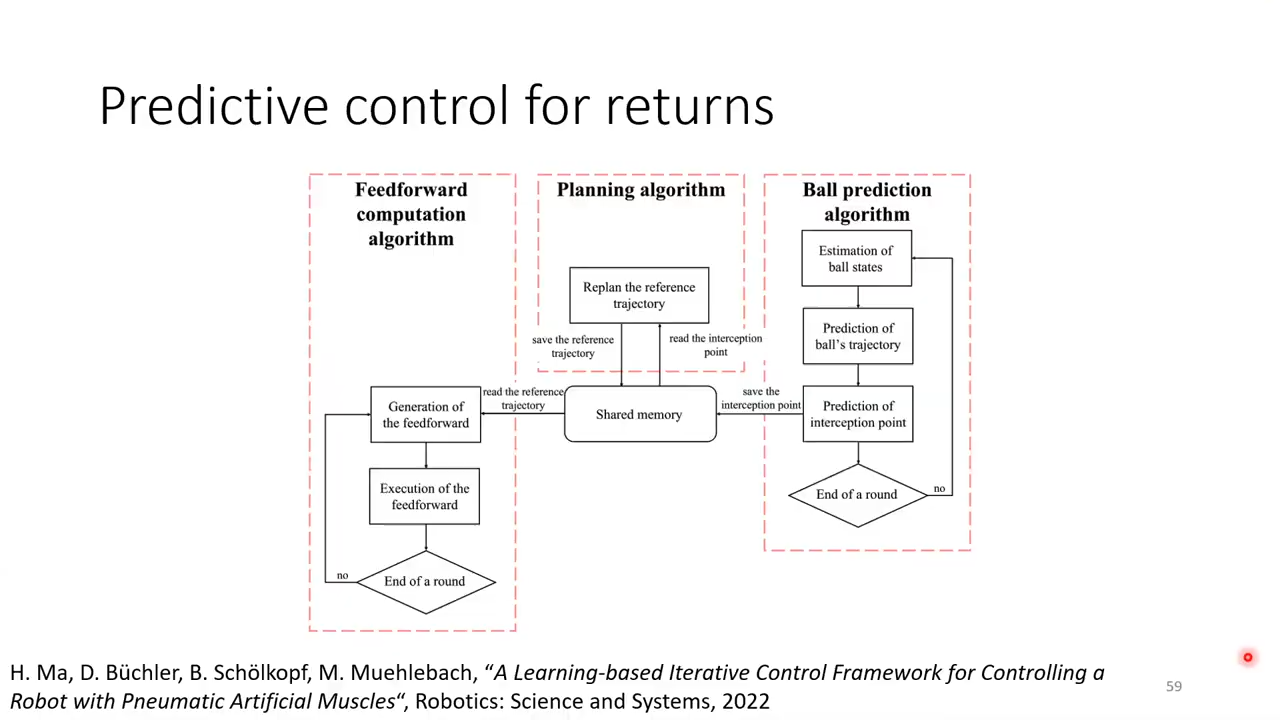 Predictive control for returns
Feedforward
computation
algorithm
Planning algorithm
Ball prediction
algorithm
Replan the reference
trajectory
save the reference
trajectory
read the interception
point
Estimation of
ball states
Prediction of
ball's trajectory
Prediction of
interception point
End of a round
no
save the
interception point
Shared memory
read the reference
trajectory
Generation of
the feedforward
Execution of the
feedforward
End of a round
no
H. Ma, D. Büchler, B. Schölkopf, M. Muehlebach, “A Learning-based Iterative Control Framework for Controlling a
Robot with Pneumatic Artificial Muscles“, Robotics: Science and Systems, 2022
59